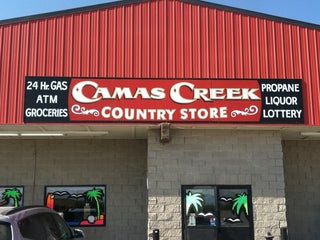 24 Hr GAS
ATM
GROCERIES
CAMAS CREEK
COUNTRY STORE
PROPANE
LIQUOR
LOTTERY